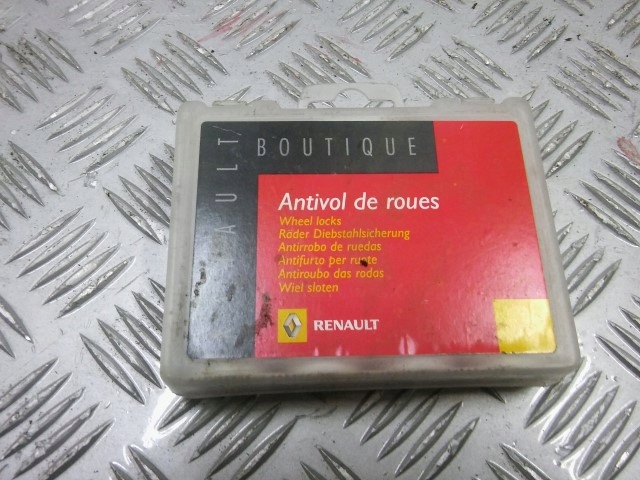 BOUTIQUE
AULT
Antivol de roues
Wheel locks
Räder Diebstahlsicherung
Antirrobo de ruedas
Antifurto per ruote
Antiroubo das rodas
Wiel sloten
RENAULT